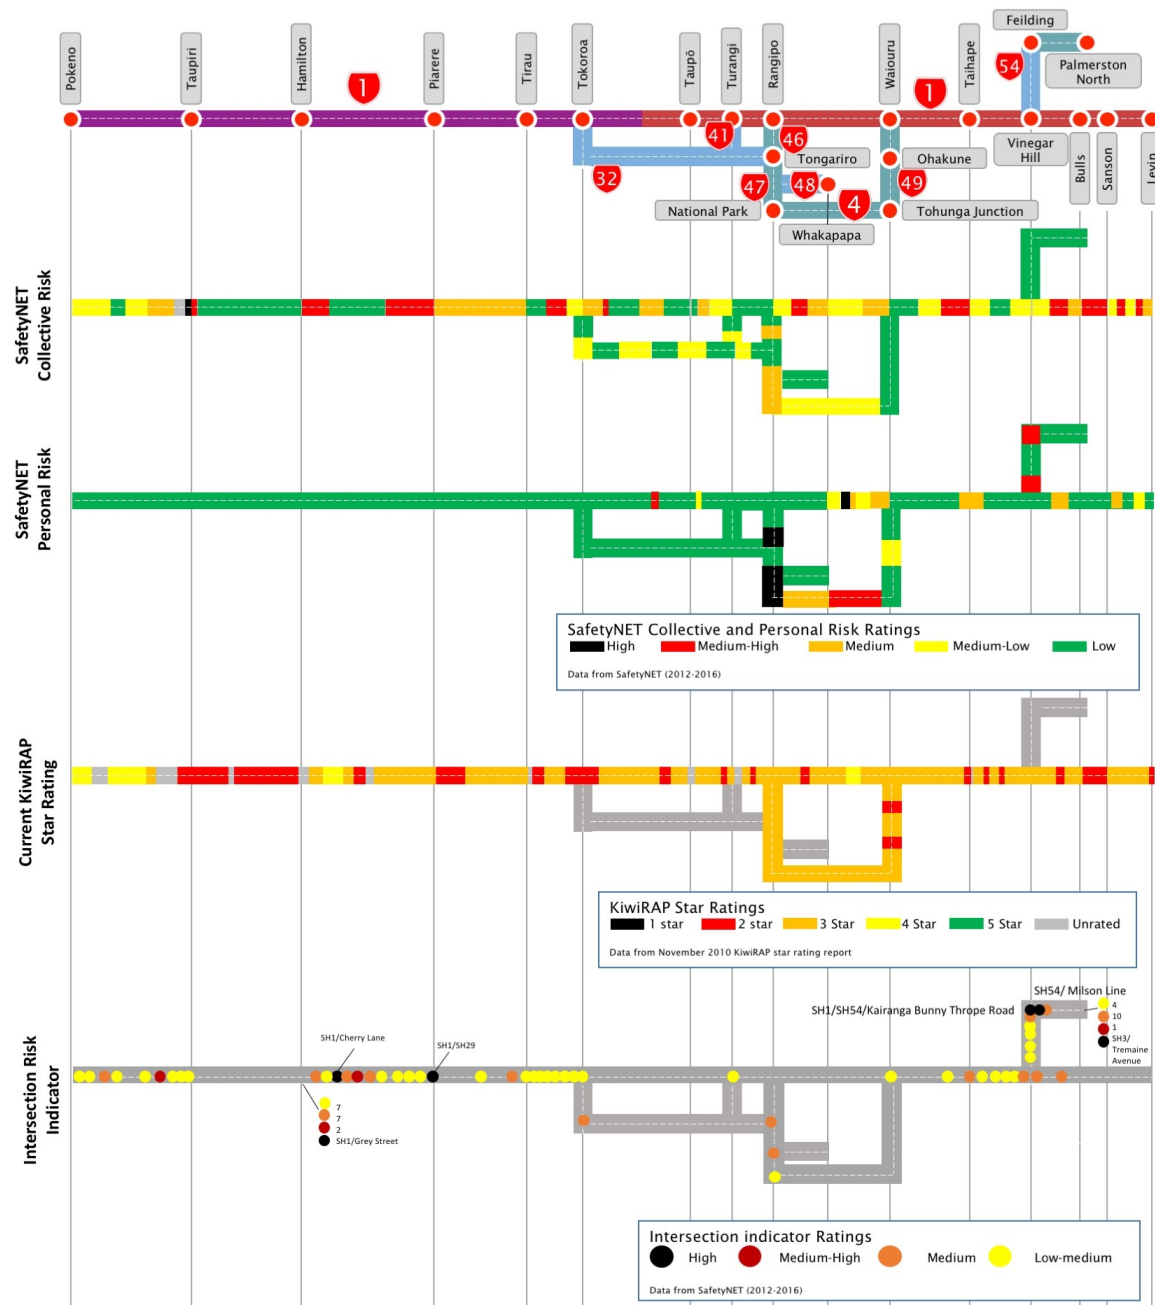 Pokeno
Taupiri
Hamilton
Piarere
Tirau
Tokoroa
Taupō
Turangi
Rangipo
Waiouru
Taihape
Feilding
Palmerston
North
54
1
1
41
46
Vinegar
Hill
Bulls
Sanson
Levin
32
Tongariro
Ohakune
47
48
4
49
National Park
Tohunga Junction
Whakapapa
SafetyNET
Collective Risk
SafetyNET
Personal Risk
SafetyNET Collective and Personal Risk Ratings
High
Medium-High
Medium
Medium-Low
Low
Data from SafetyNET (2012-2016)
Current KiwiRAP
Star Rating
KiwiRAP Star Ratings
1 star
2 star
3 Star
4 Star
5 Star
Unrated
Data from November 2010 KiwiRAP star rating report
Intersection Risk
Indicator
SH1/Cherry Lane
SH1/SH29
7
7
2
SH1/Grey Street
SH1/SH54/Kairanga Bunny Thrope Road
SH54/ Milson Line
4
10
1
SH3/
Tremaine
Avenue
Intersection indicator Ratings
High
Medium-High
Medium
Low-medium
Data from SafetyNET (2012-2016)